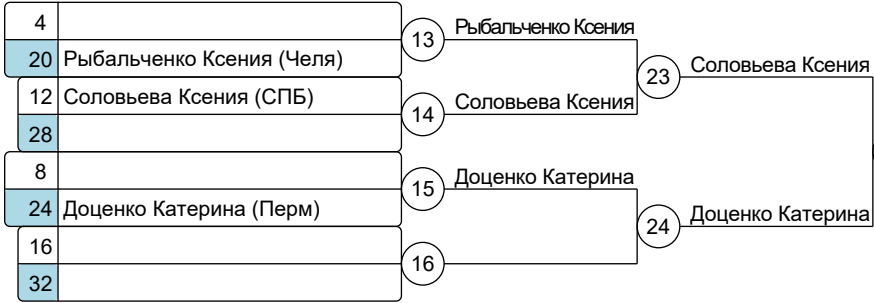 4
20 Рыбальченко Ксения (Челя)
12 Соловьева Ксения (СПБ)
28
8
24 Доценко Катерина (Перм)
16
32
13
Рыбальченко Ксения
14
Соловьева Ксения
15
Доценко Катерина
16
23
Соловьева Ксения
24
Доценко Катерина